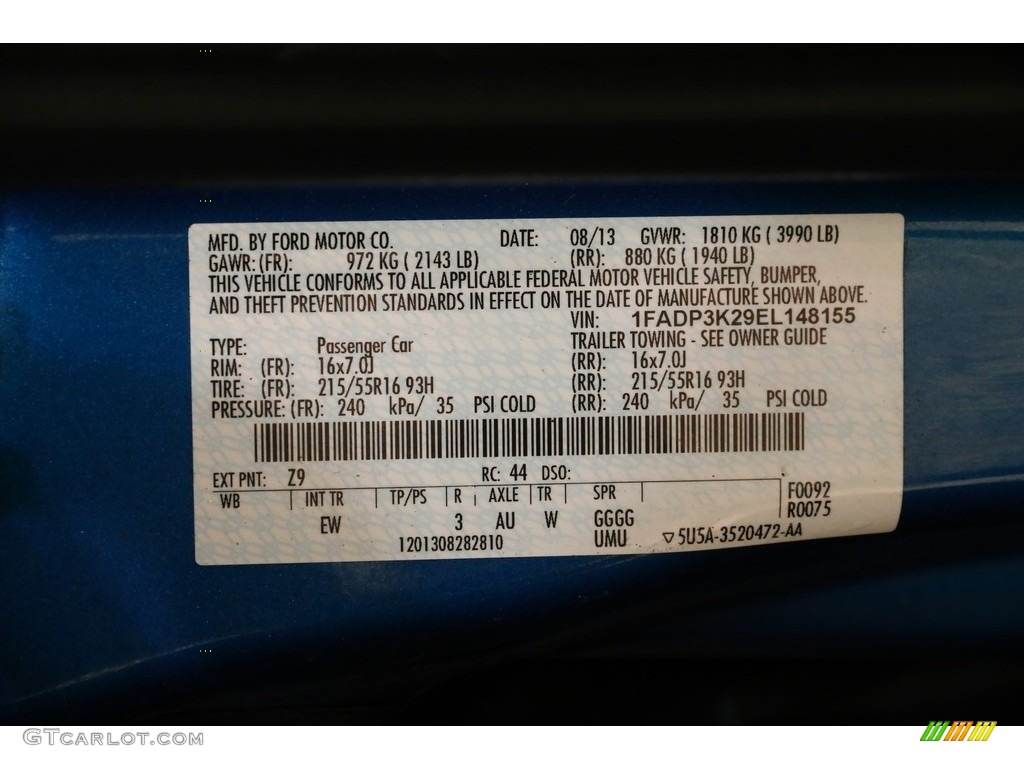 MFD. BY FORD MOTOR CO. DATE: 08/13 GVWR: 1810 KG ( 3990 LB)
GAWR: (FR): 972 KG ( 2143 LB) (RR): 880 KG ( 1940 LB)
THIS VEHICLE CONFORMS TO ALL APPLICABLE FEDERAL MOTOR VEHICLE SAFETY, BUMPER,
AND THEFT PREVENTION STANDARDS IN EFFECT ON THE DATE OF MANUFACTURE SHOWN ABOVE.
VIN: 1FADP3K29EL148155
TYPE: Passenger Car TRAILER TOWING - SEE OWNER GUIDE
RIM: (FR): 16x7.0J (RR): 16x7.0J
TIRE: (FR): 215/55R16 93H (RR): 215/55R16 93H
PRESSURE: (FR): 240 kPa/ 35 PSI COLD (RR): 240 kPa/ 35 PSI COLD
EXT PNT: Z9 RC: 44 DSO:
WB INT TR TP/PS R AXLE TR SPR F0092
EW 3 AU W GGGG R0075
1201308282810 UMU ▽5U5A-3520472-AA
GTCarlot.com